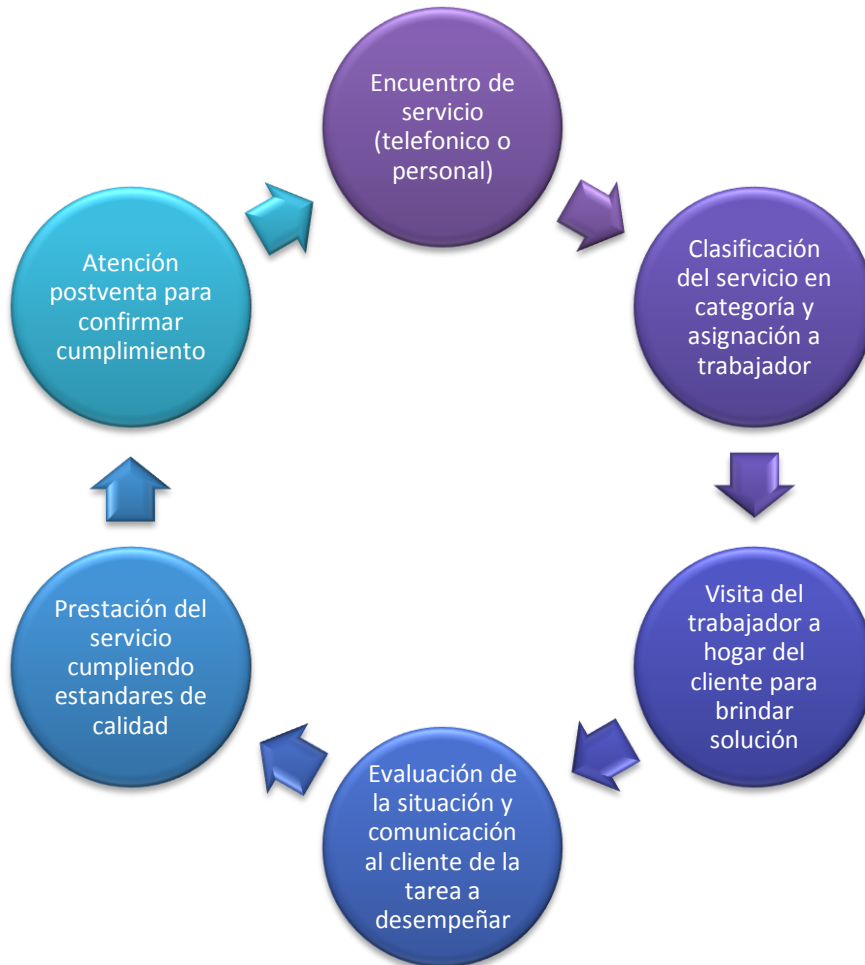 Encuentro de
servicio
(telefonico o
personal)
Clasificación
del servicio en
categoría y
asignación a
trabajador
Visita del
trabajador a
hogar del
cliente para
brindar
solución
Evaluación de
la situación y
comunicación
al cliente de la
tarea a
desempeñar
Prestación del
servicio
cumpliendo
estandares de
calidad
Atención
postventa para
confirmar
cumplimiento